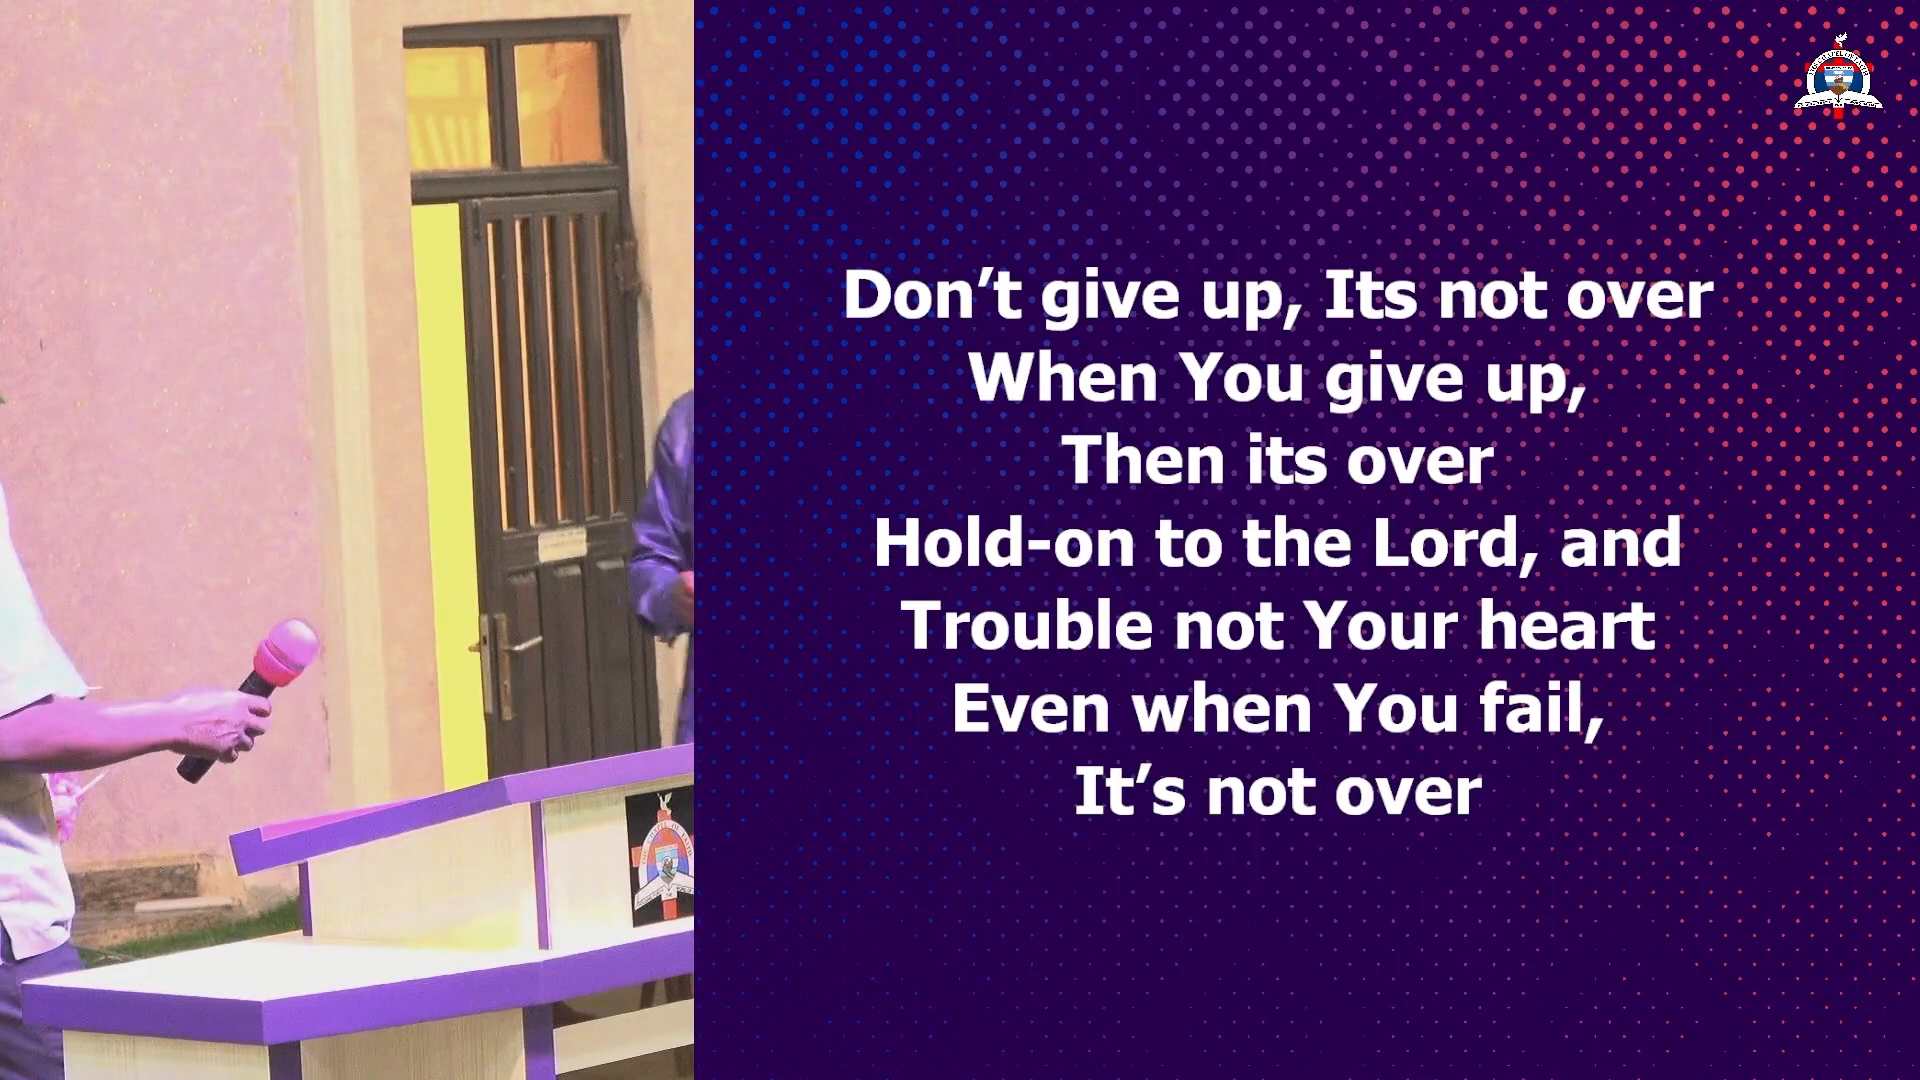 Don’t give up, Its not over
When You give up,
Then its over
Hold-on to the Lord, and
Trouble not Your heart
Even when You fail,
It’s not over